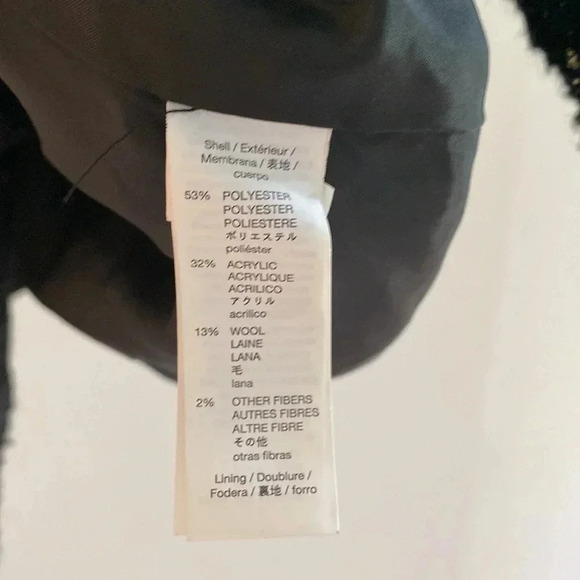 Shell / Extérieur /
Membrana / 表地 /
cuerpo
53% POLYESTER
POLYESTER
POLIESTERE
ポリエステル
poliéster
32% ACRYLIC
ACRYLIQUE
ACRILICO
アクリル
acrilico
13% WOOL
LAINE
LANA
毛
lana
2% OTHER FIBERS
AUTRES FIBRES
ALTRE FIBRE
その他
otras fibras
Lining / Doublure /
Fodera / 裏地 / forro